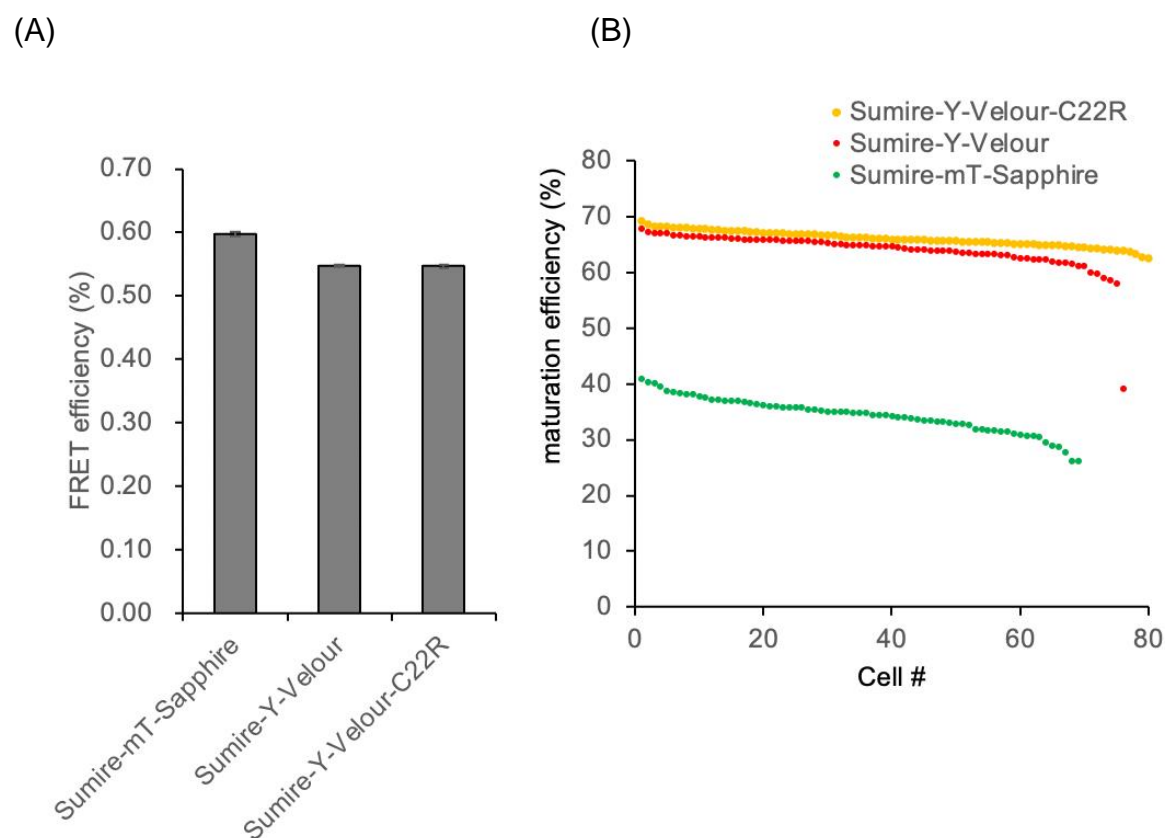 (A)
(B)
FRET efficiency (%)
0.70
0.60
0.50
0.40
0.30
0.20
0.10
0.00
Sumire-mT-Sapphire
Sumire-Y-Velour
Sumire-Y-Velour-C22R
Sumire-Y-Velour-C22R
Sumire-Y-Velour
Sumire-mT-Sapphire
maturation efficiency (%)
80
70
60
50
40
30
20
10
0
0 20 40 60 80
Cell #